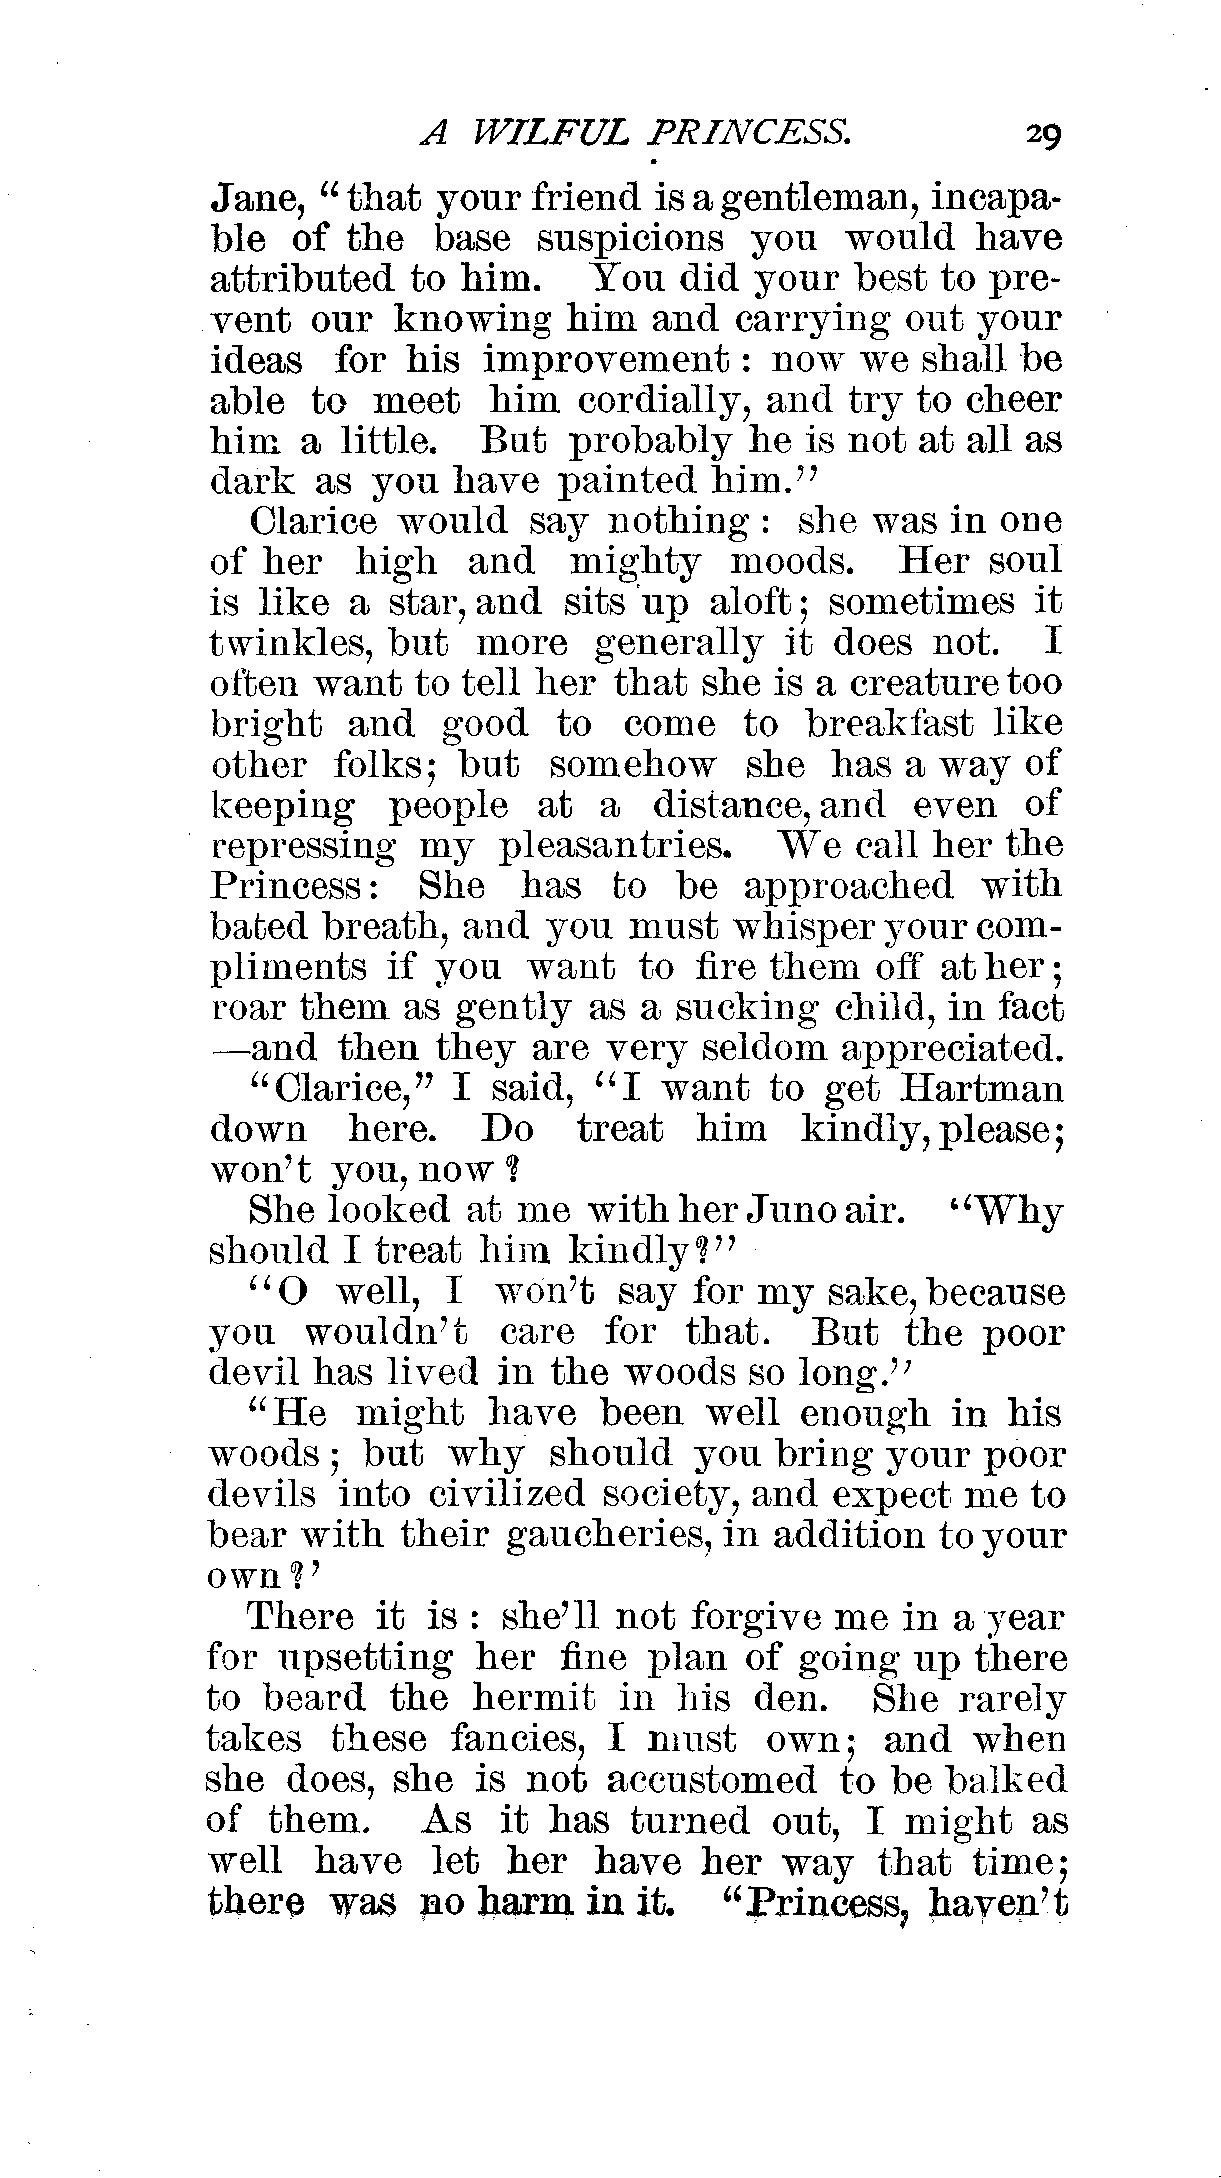 A WILFUL PRINCESS. 29
Jane, "that your friend is a gentleman, incapa-
ble of the base suspicions you would have
attributed to him. You did your best to pre-
vent our knowing him and carrying out your
ideas for his improvement : now we shall be
able to meet him cordially, and try to cheer
him a little. But probably he is not at all as
dark as you have painted him."
Clarice would say nothing : she was in one
of her high and mighty moods. Her soul
is like a star, and sits up aloft; sometimes it
twinkles, but more generally it does not. I
often want to tell her that she is a creature too
bright and good to come to breakfast like
other folks; but somehow she has a way of
keeping people at a distance, and even of
repressing my pleasantries. We call her the
Princess: She has to be approached with
bated breath, and you must whisper your com-
pliments if you want to fire them off at her;
roar them as gently as a sucking child, in fact
—and then they are very seldom appreciated.
"Clarice," I said, "I want to get Hartman
down here. Do treat him kindly, please;
won't you, now ?
She looked at me with her Juno air. "Why
should I treat him kindly?"
"O well, I won't say for my sake, because
you wouldn't care for that. But the poor
devil has lived in the woods so long."
"He might have been well enough in his
woods ; but why should you bring your poor
devils into civilized society, and expect me to
bear with their gaucheries, in addition to your
own ?'
There it is : she'll not forgive me in a year
for upsetting her fine plan of going up there
to beard the hermit in his den. She rarely
takes these fancies, I must own; and when
she does, she is not accustomed to be balked
of them. As it has turned out, I might as
well have let her have her way that time;
there was no harm in it. "Princess, haven't